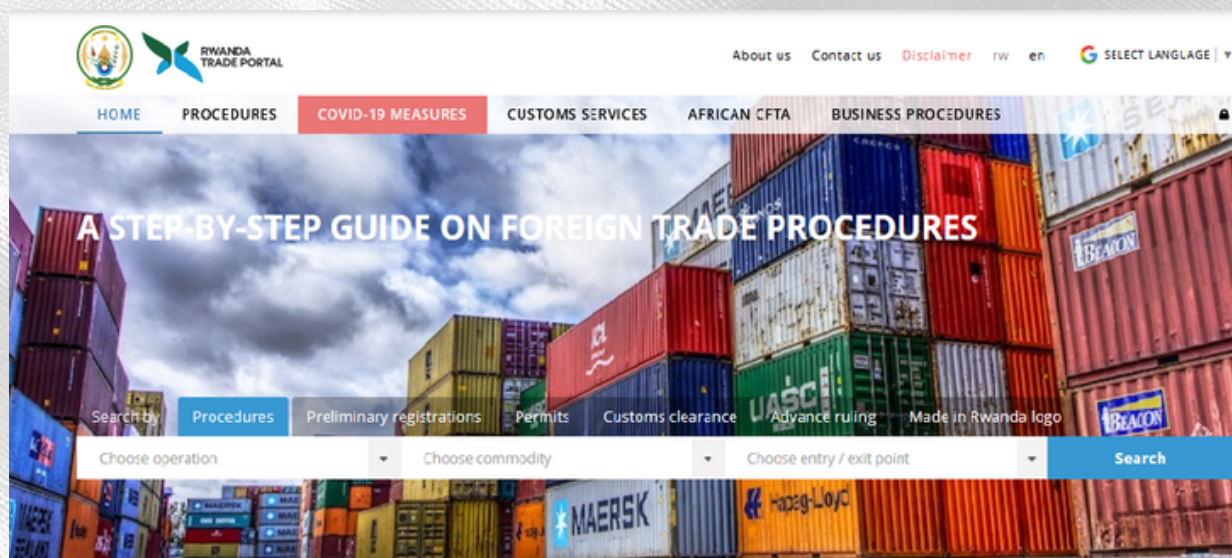 RWANDA
TRADE PORTAL
About us Contact us Disclaimer rw en SELECT LANGLAGE
HOME PROCEDURES COVID-19 MEASURES CUSTOMS SERVICES AFRICAN CFTA BUSINESS PROCEDURES
A STEP-BY-STEP GUIDE ON FOREIGN TRADE PROCEDURES
BEACON
Search by Procedures Preliminary registrations Permits Customs clearance Advance ruling Made in Rwanda logo
UASC
BEACON
Choose operation Choose commodity Choose entry / exit point Search
MAERSK
MAERSK
Hapag-Lloyd